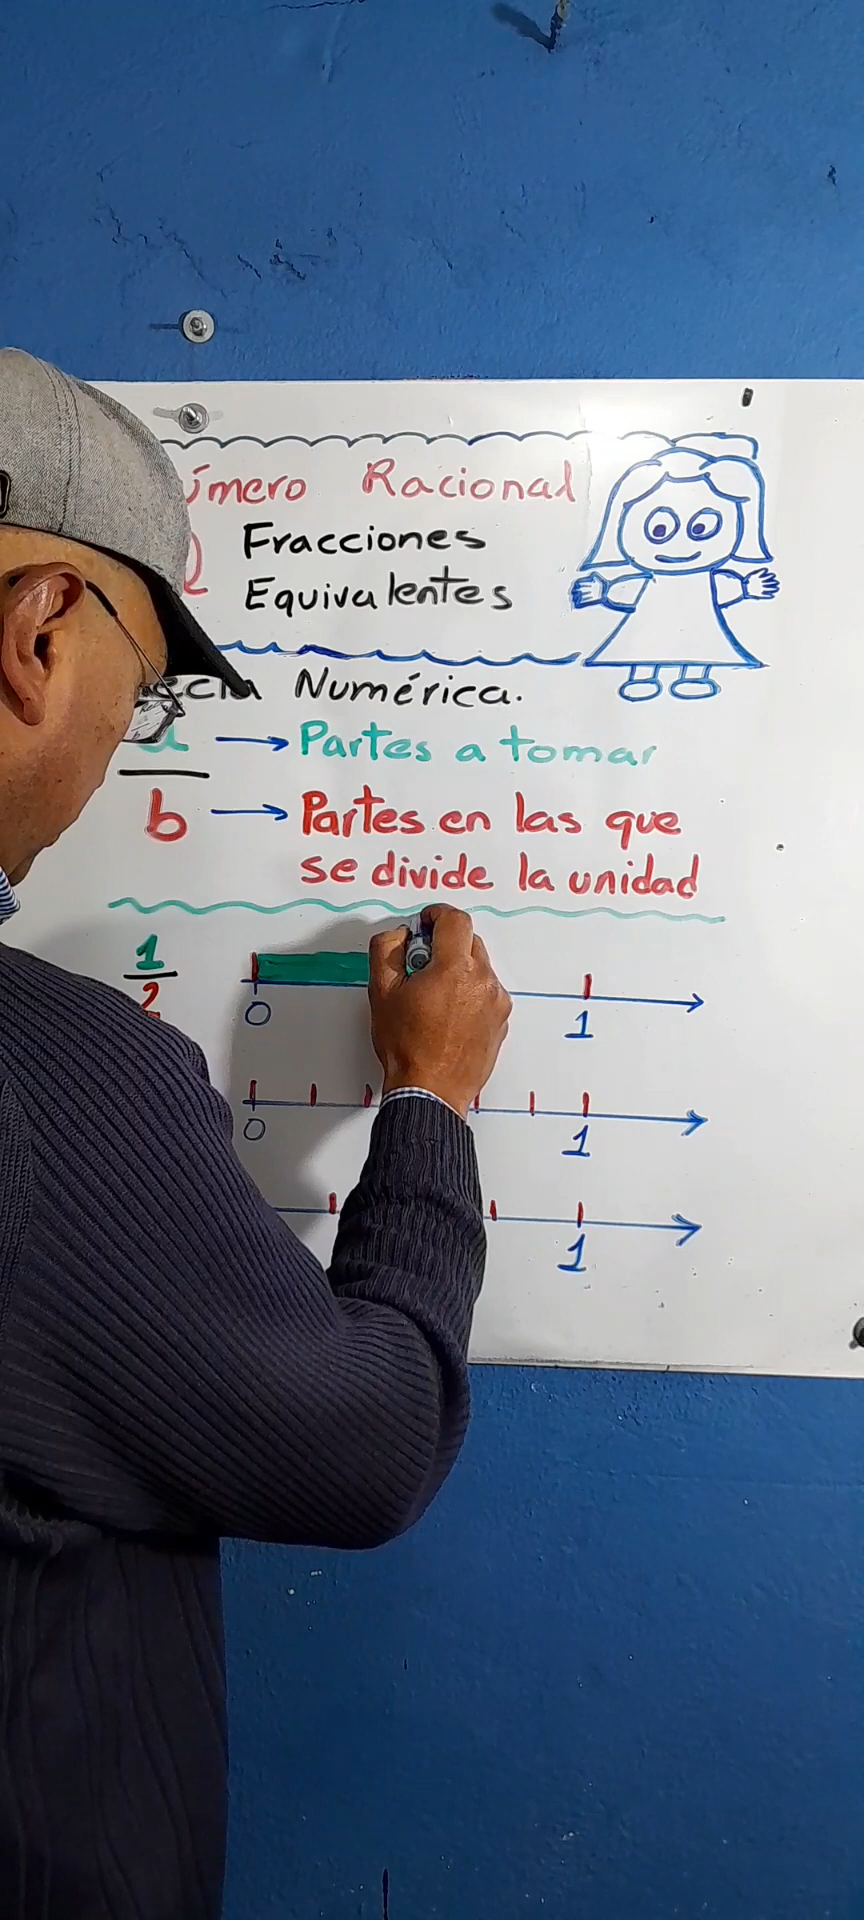 Racional
Fracciones
Equivalentes
Numérica.
→ Partes a tomar
b → Partes en las que
se divide la unidad
1
2
0 1
0 1
1